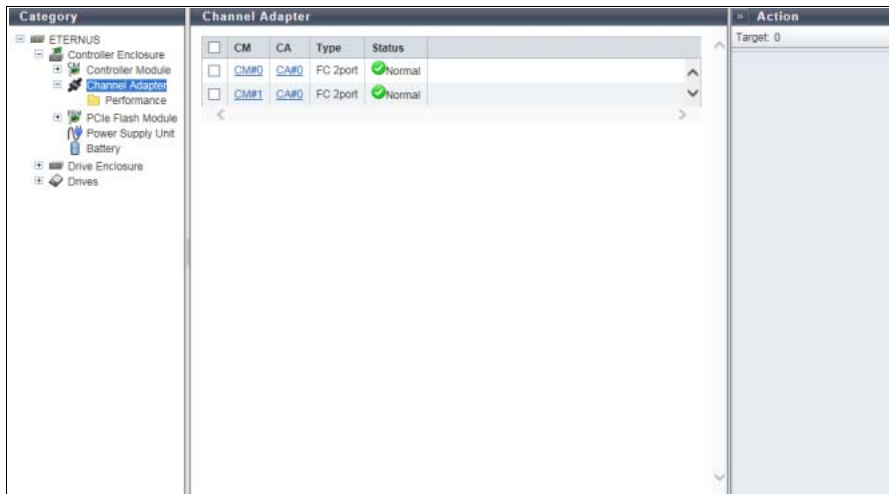 Category
ETERNUS
Controller Enclosure
Controller Module
Channel Adapter
Performance
PCIe Flash Module
Power Supply Unit
Battery
Drive Enclosure
Drives
Channel Adapter
CM CA Type Status
CM#0 CA#0 FC 2port Normal
CM#1 CA#0 FC 2port Normal
» Action
Target: 0